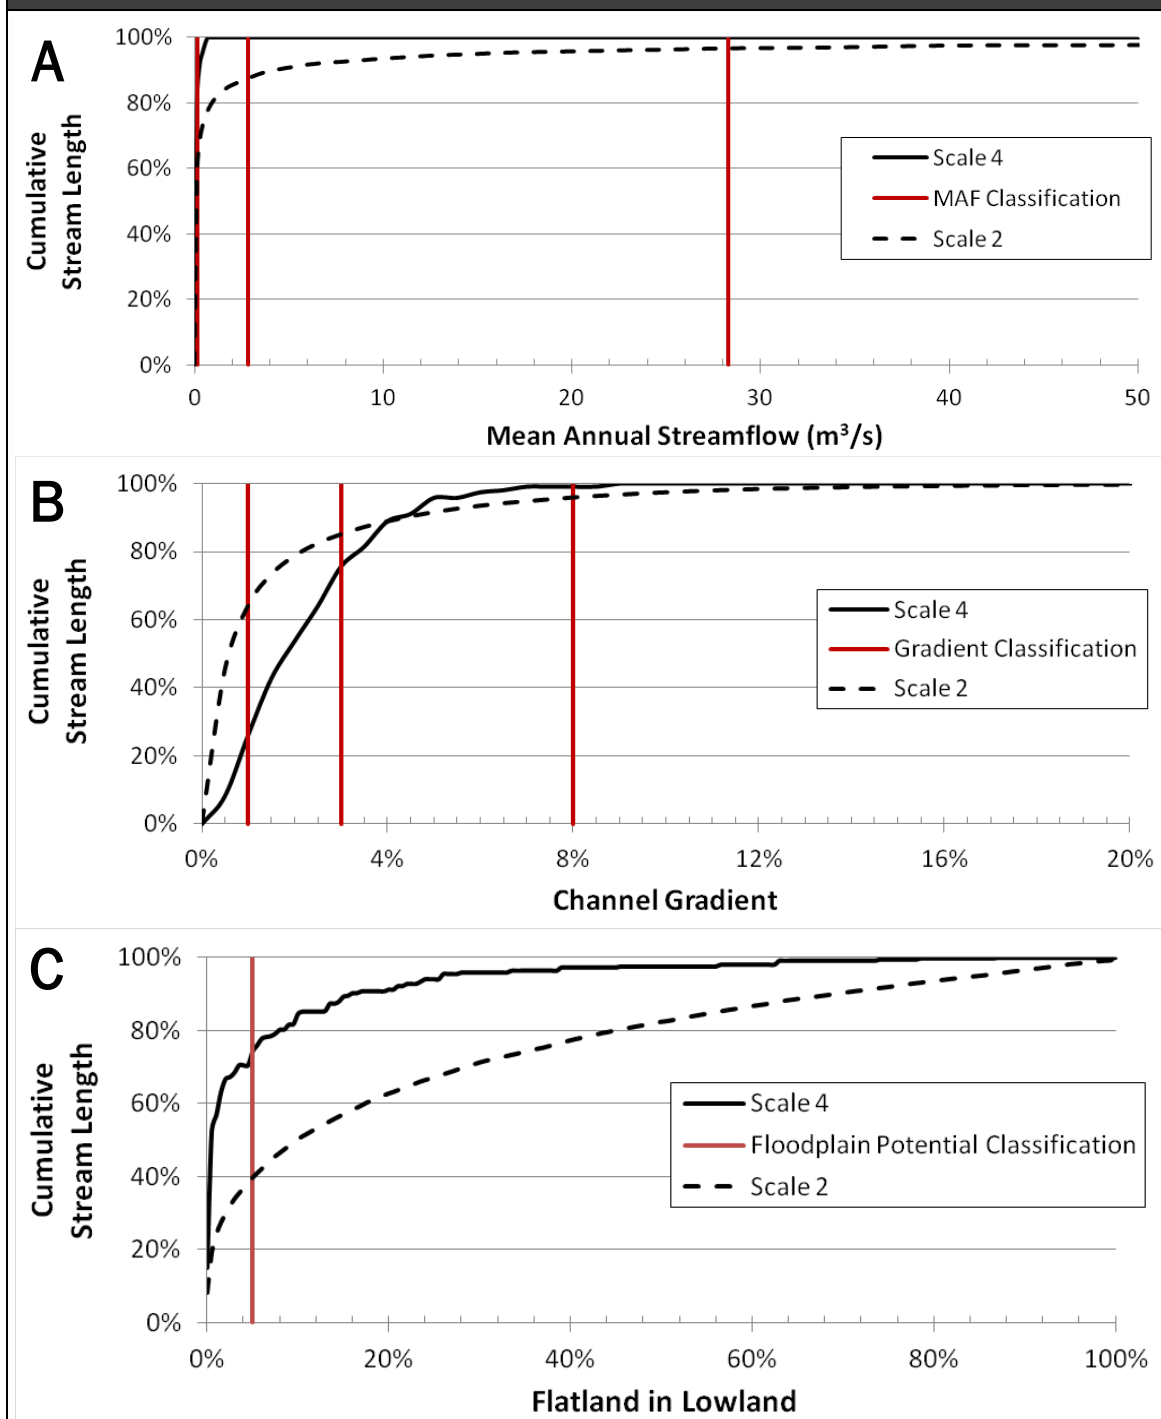 A
100%
80%
60%
40%
20%
0%
Cumulative
Stream Length
Scale 4
MAF Classification
Scale 2
0 10 20 30 40 50
Mean Annual Streamflow (m³/s)
B
100%
80%
60%
40%
20%
0%
Cumulative
Stream Length
Scale 4
Gradient Classification
Scale 2
0% 4% 8% 12% 16% 20%
Channel Gradient
C
100%
80%
60%
40%
20%
0%
Cumulative
Stream Length
Scale 4
Floodplain Potential Classification
Scale 2
0% 20% 40% 60% 80% 100%
Flatland in Lowland